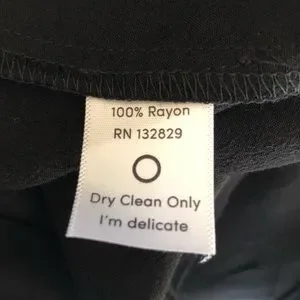 100% Rayon
RN 132829
Dry Clean Only
I'm delicate